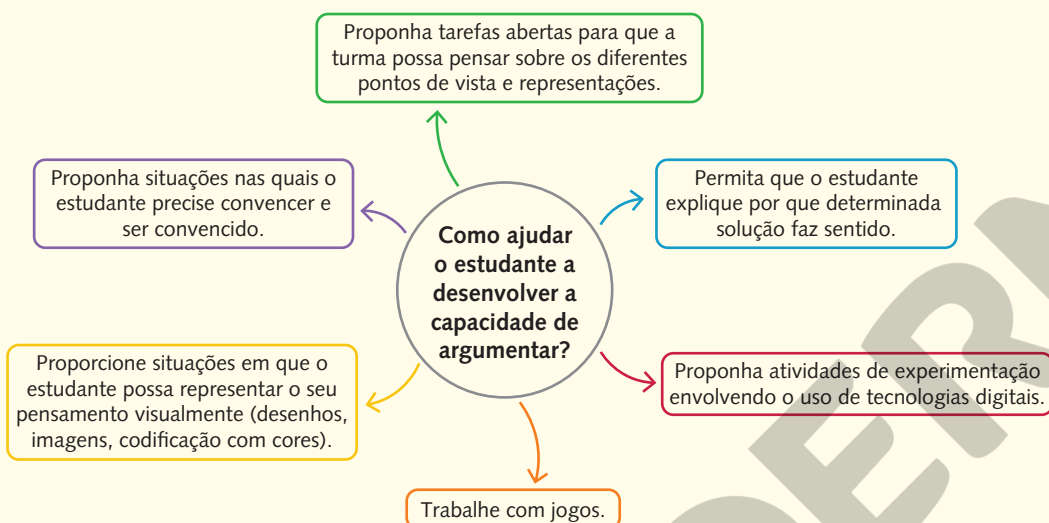 Proponha tarefas abertas para que a
turma possa pensar sobre os diferentes
pontos de vista e representações.
Proponha situações nas quais o
estudante precise convencer e
ser convencido.
Permita que o estudante
explique por que determinada
solução faz sentido.
Como ajudar
o estudante a
desenvolver a
capacidade de
argumentar?
Proporcione situações em que o
estudante possa representar o seu
pensamento visualmente (desenhos,
imagens, codificação com cores).
Proponha atividades de experimentação
envolvendo o uso de tecnologias digitais.
Trabalhe com jogos.